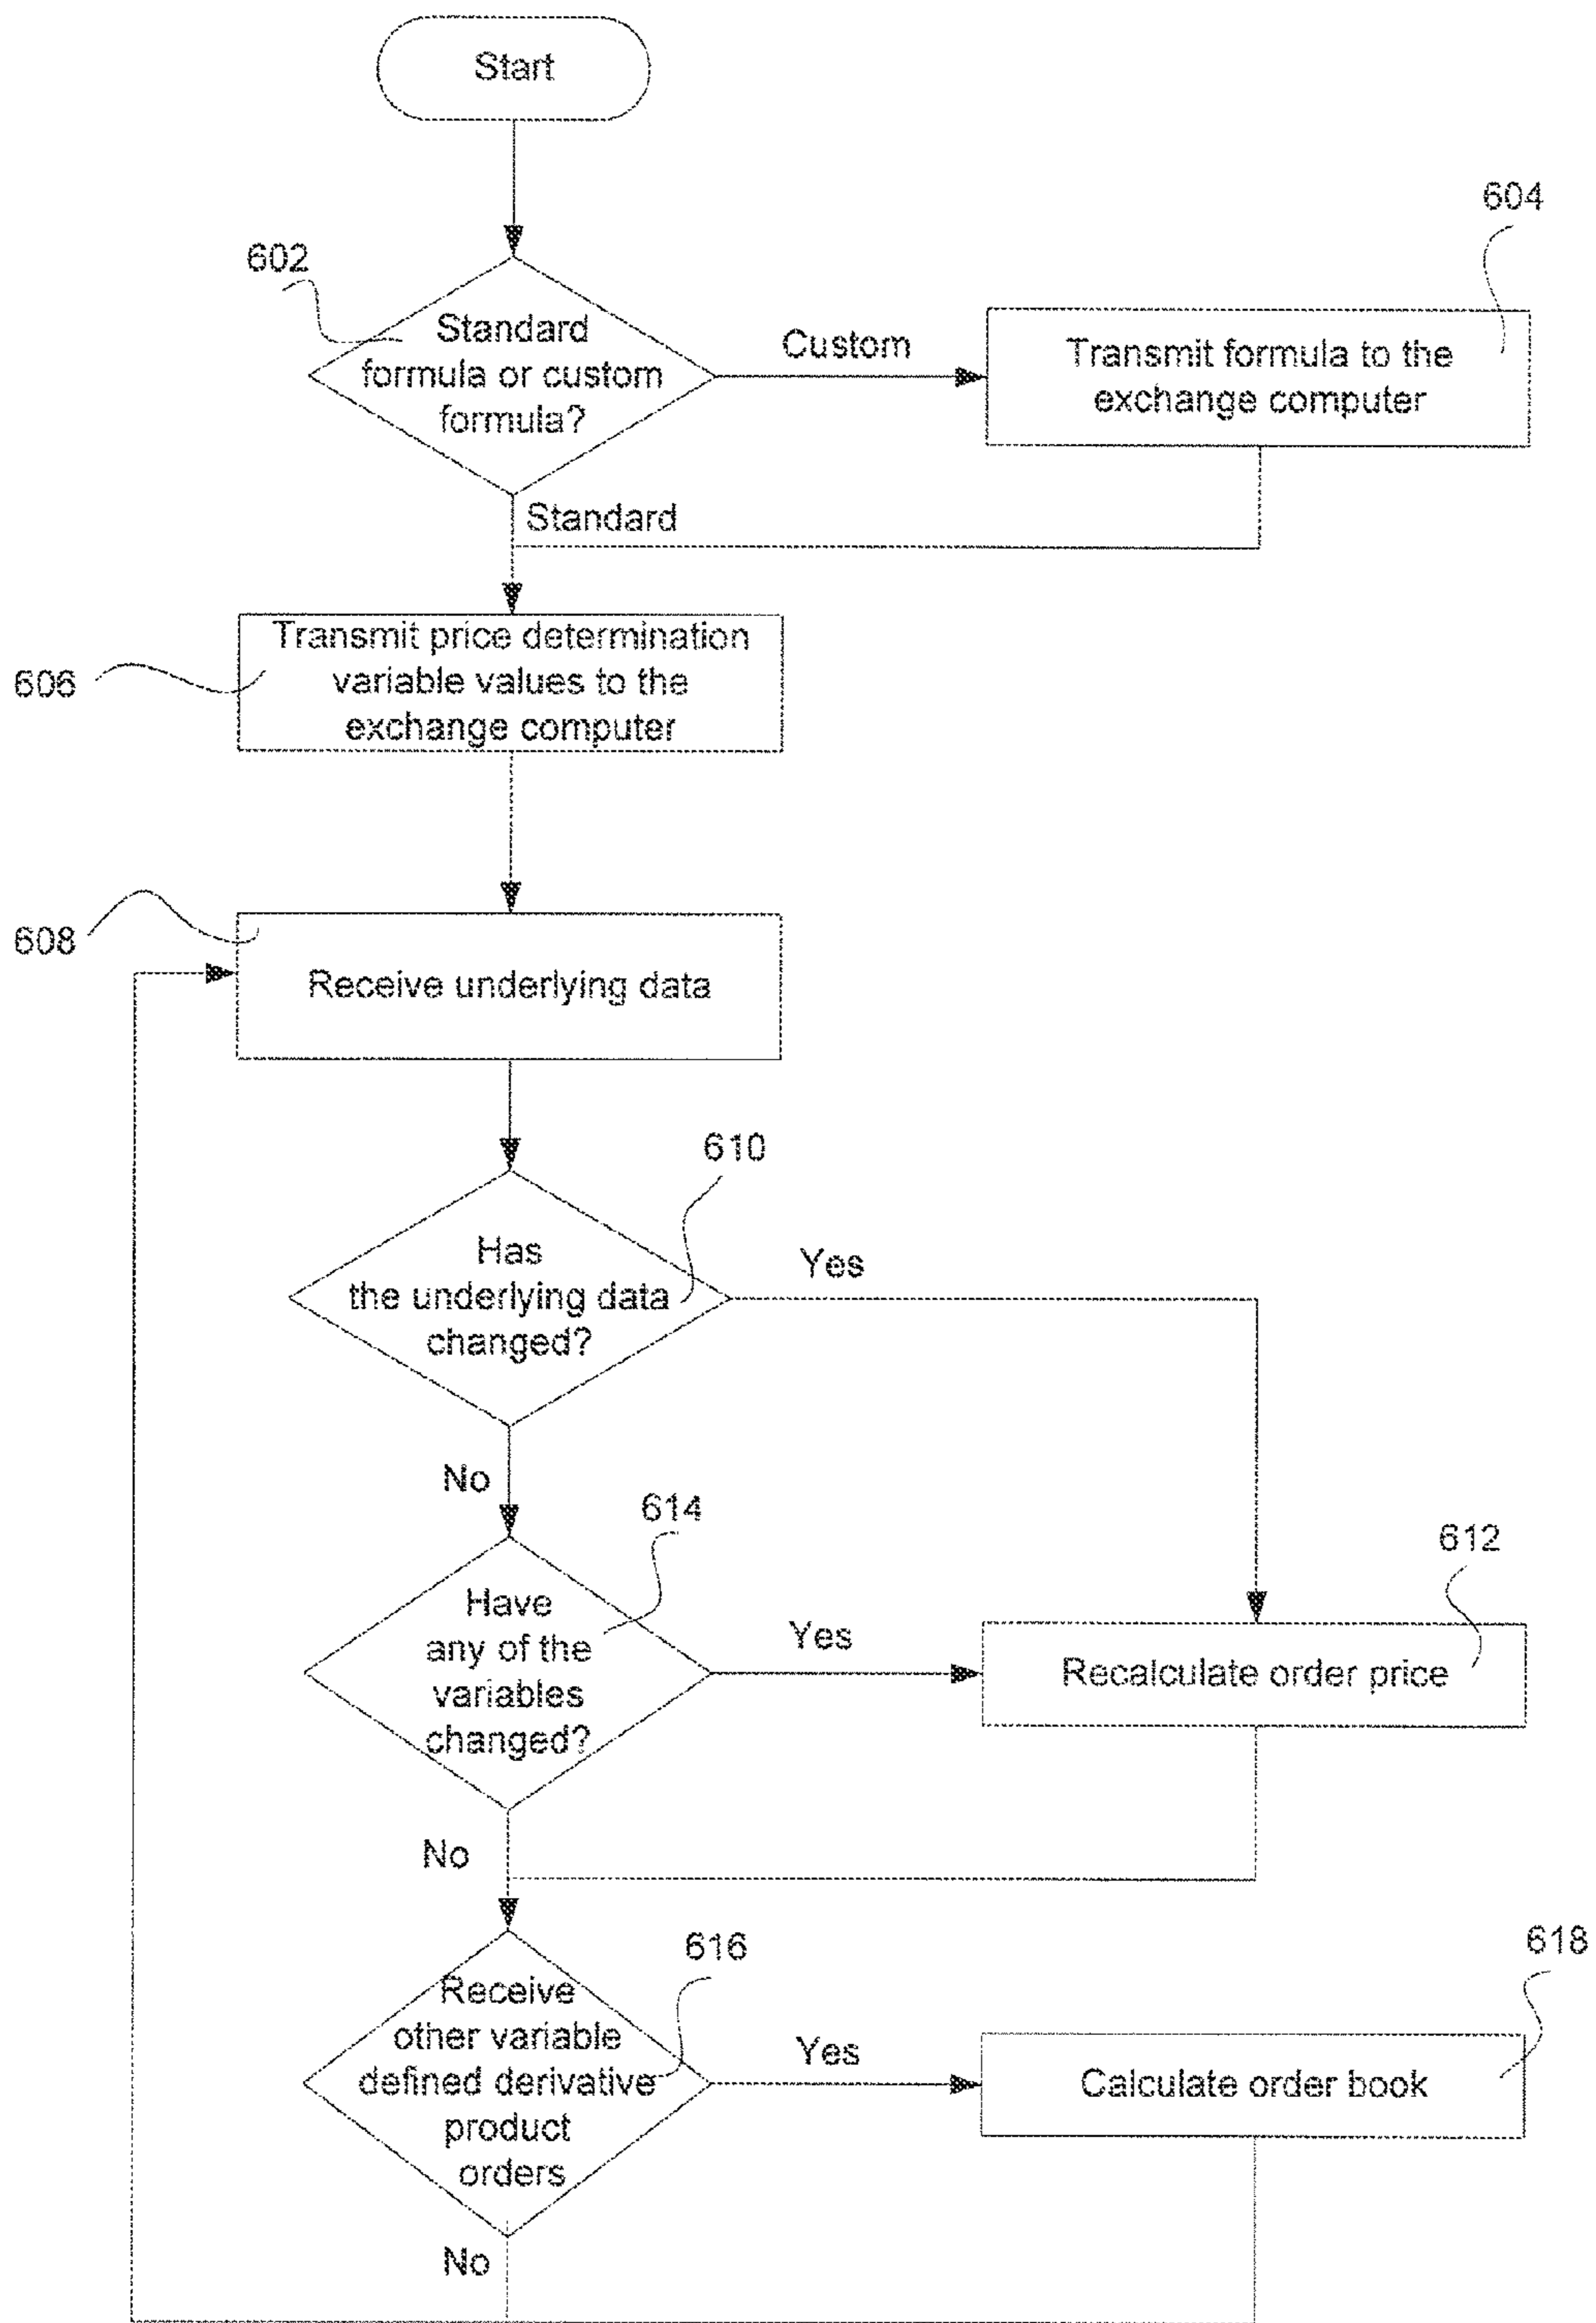 Start
602
604
Standard
formula or custom
formula?
Custom
Transmit formula to the
exchange computer
Standard
606
Transmit price determination
variable values to the
exchange computer
608
Receive underlying data
610
Has
the underlying data
changed?
Yes
No
614
612
Have
any of the
variables
changed?
Yes
Recalculate order price
No
616
618
Receive
other variable
defined derivative
product
orders
Yes
Calculate order book
No